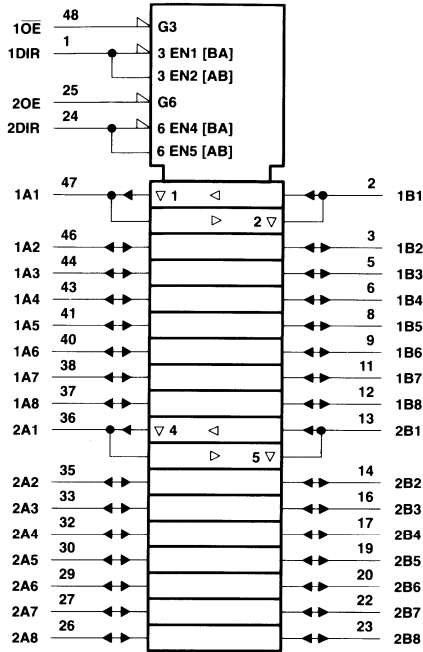 48
1O̅E̅ G3
1
1DIR 3 EN1 [BA]
3 EN2 [AB]
25
2OE G6
24
2DIR 6 EN4 [BA]
6 EN5 [AB]
47 2
1A1 ▽ 1 ◁ 1B1
▷ 2 ▽
46 3
1A2 1B2
44 5
1A3 1B3
43 6
1A4 1B4
41 8
1A5 1B5
40 9
1A6 1B6
38 11
1A7 1B7
37 12
1A8 1B8
36 13
2A1 ▽ 4 ◁ 2B1
▷ 5 ▽
35 14
2A2 2B2
33 16
2A3 2B3
32 17
2A4 2B4
30 19
2A5 2B5
29 20
2A6 2B6
27 22
2A7 2B7
26 23
2A8 2B8